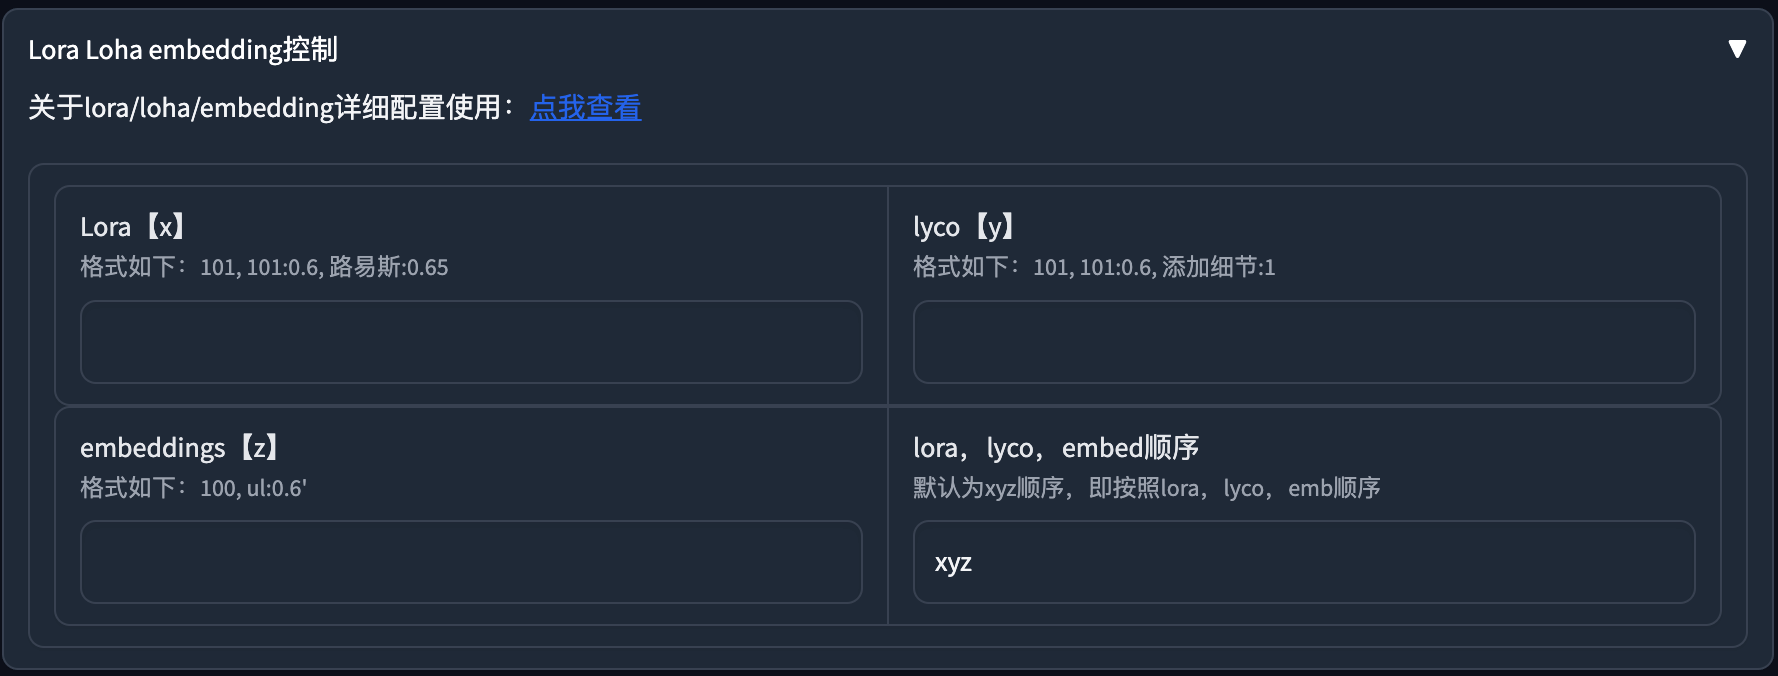 Lora Loha embedding控制
▼
关于lora/loha/embedding详细配置使用：点我查看
Lora【x】
格式如下：101, 101:0.6, 路易斯:0.65
lyco【y】
格式如下：101, 101:0.6, 添加细节:1
embeddings【z】
格式如下：100, ul:0.6'
lora，lyco，embed顺序
默认为xyz顺序，即按照lora，lyco，emb顺序
xyz